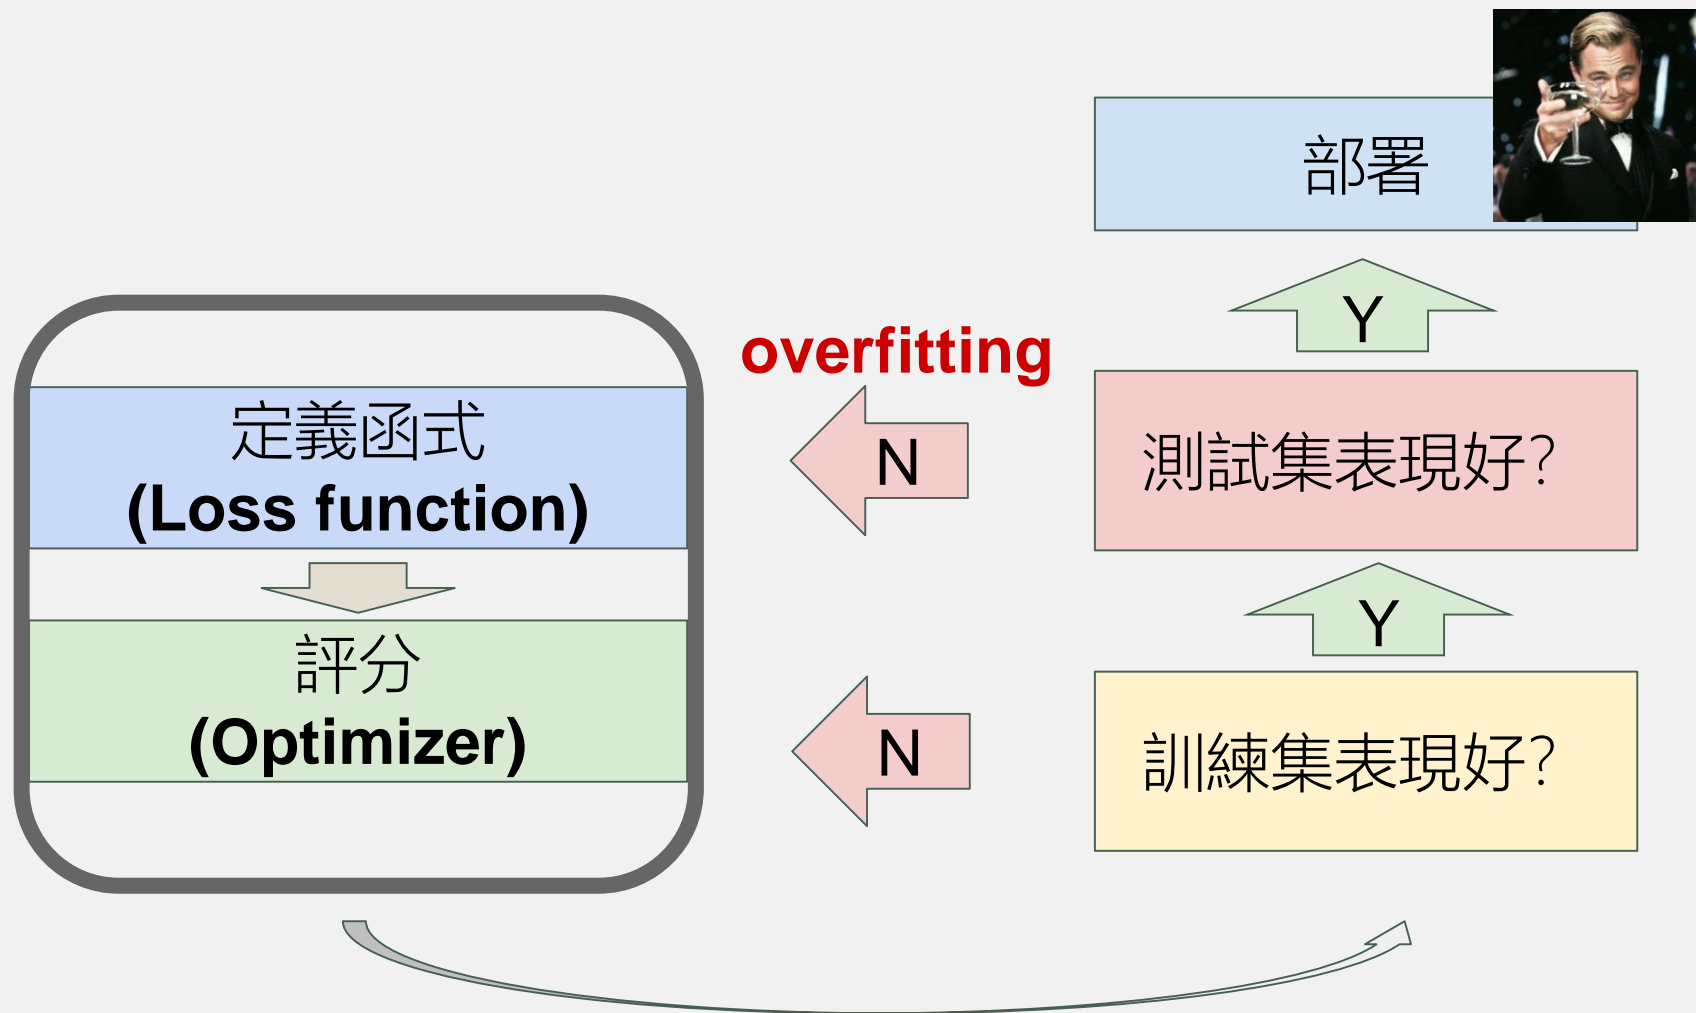 部署
Y
overfitting
定義函式
(Loss function)
N
測試集表現好?
Y
評分
(Optimizer)
N
訓練集表現好?